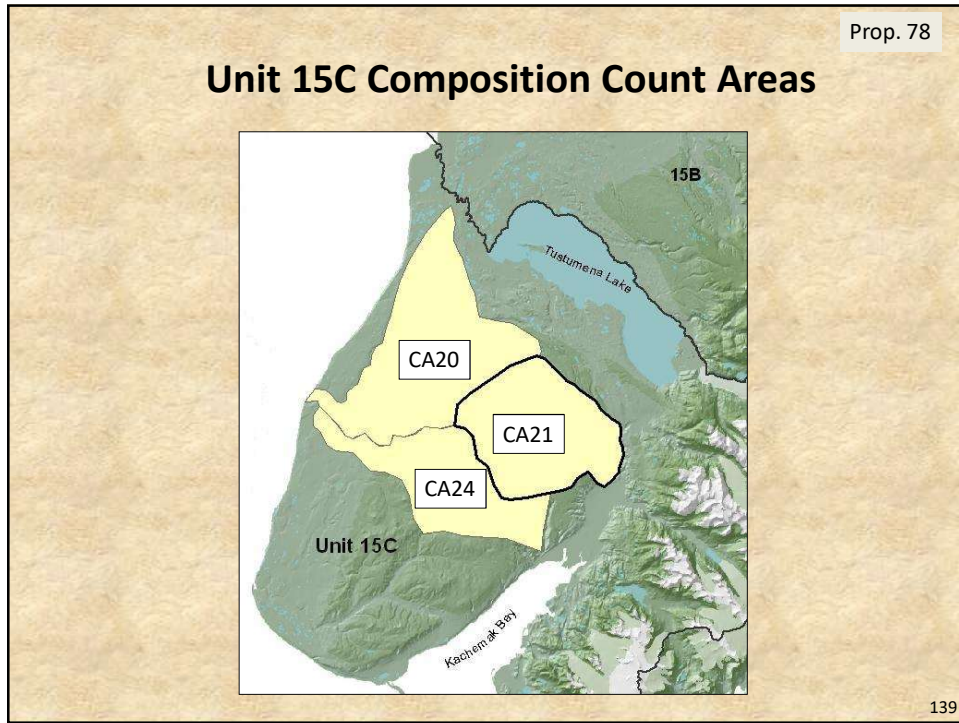 Prop. 78
Unit 15C Composition Count Areas
15B
Tustumena Lake
CA20
CA21
CA24
Unit 15C
Kachemak Bay
139